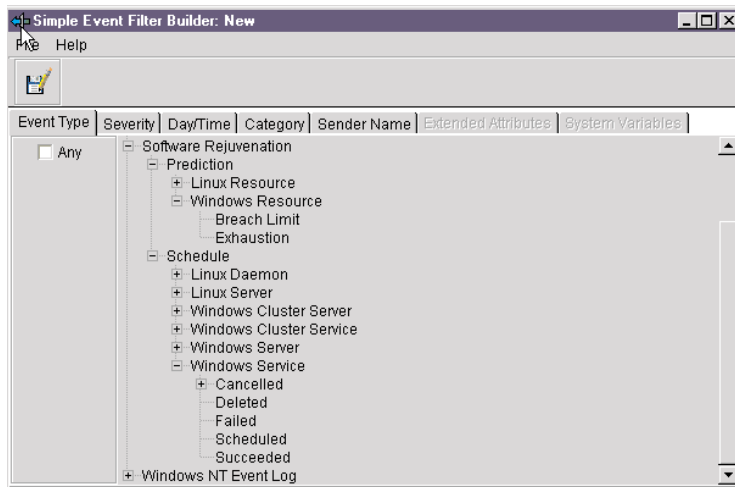 Simple Event Filter Builder: New
File Help
Event Type Severity Day/Time Category Sender Name Extended Attributes System Variables
Any
Software Rejuvenation
Prediction
Linux Resource
Windows Resource
Breach Limit
Exhaustion
Schedule
Linux Daemon
Linux Server
Windows Cluster Server
Windows Cluster Service
Windows Server
Windows Service
Cancelled
Deleted
Failed
Scheduled
Succeeded
Windows NT Event Log